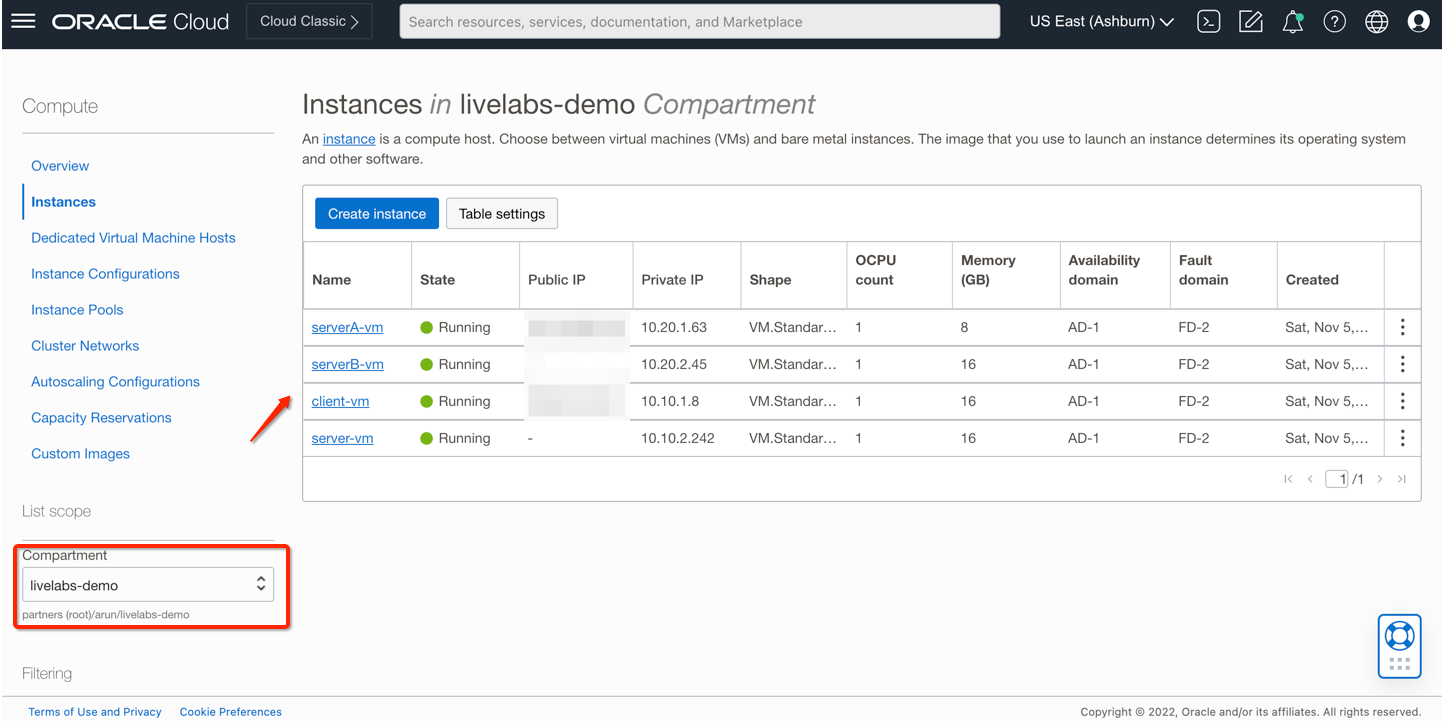 ORACLE Cloud
Cloud Classic
Search resources, services, documentation, and Marketplace
US East (Ashburn)
Compute
Overview
Instances
Dedicated Virtual Machine Hosts
Instance Configurations
Instance Pools
Cluster Networks
Autoscaling Configurations
Capacity Reservations
Custom Images
List scope
Compartment
livelabs-demo
partners (root)/arun/livelabs-demo
Filtering
Instances in livelabs-demo Compartment
An instance is a compute host. Choose between virtual machines (VMs) and bare metal instances. The image that you use to launch an instance determines its operating system
and other software.
Create instance Table settings
Name State Public IP Private IP Shape OCPU count Memory (GB) Availability domain Fault domain Created
serverA-vm Running 10.20.1.63 VM.Standar... 1 8 AD-1 FD-2 Sat, Nov 5,...
serverB-vm Running 10.20.2.45 VM.Standar... 1 16 AD-1 FD-2 Sat, Nov 5,...
client-vm Running 10.10.1.8 VM.Standar... 1 16 AD-1 FD-2 Sat, Nov 5,...
server-vm Running - 10.10.2.242 VM.Standar... 1 16 AD-1 FD-2 Sat, Nov 5,...
1 /1
Terms of Use and Privacy Cookie Preferences
Copyright © 2022, Oracle and/or its affiliates. All rights reserved.